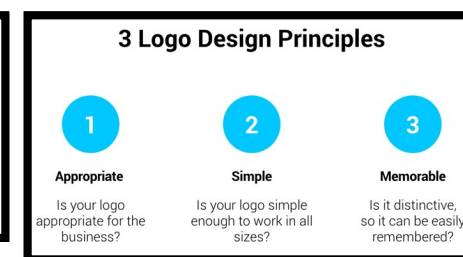 3 Logo Design Principles
1
Appropriate
Is your logo
appropriate for the
business?
2
Simple
Is your logo simple
enough to work in all
sizes?
3
Memorable
Is it distinctive,
so it can be easily
remembered?